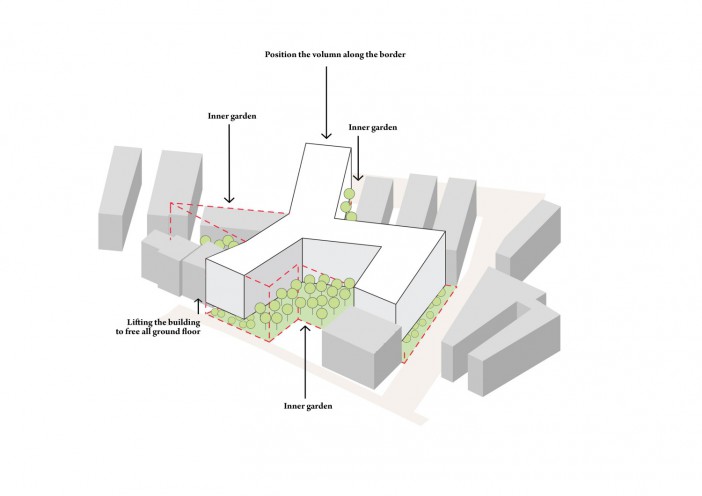 Position the volumn along the border
Inner garden
Inner garden
Lifting the building
to free all ground floor
Inner garden